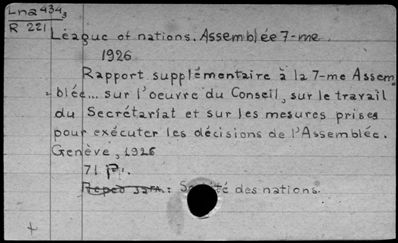 Lna 434₃
R 221
League of nations. Assemblée 7-me.
1926
Rapport supplémentaire à la 7-me Assem
blée... sur l'oeuvre du Conseil, sur le travail
du Secrétariat et sur les mesures prises
pour exécuter les décisions de l'Assemblée.
Genève, 1926
71 p.
des nations.